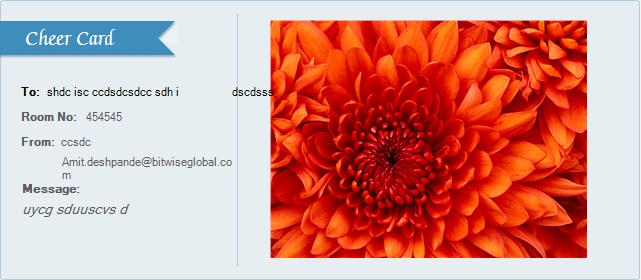 Cheer Card
To: shdc isc ccdsdcsdcc sdh i dscdsss
Room No: 454545
From: ccsdc
Amit.deshpande@bitwiseglobal.co
m
Message:
uycg sduuscvs d